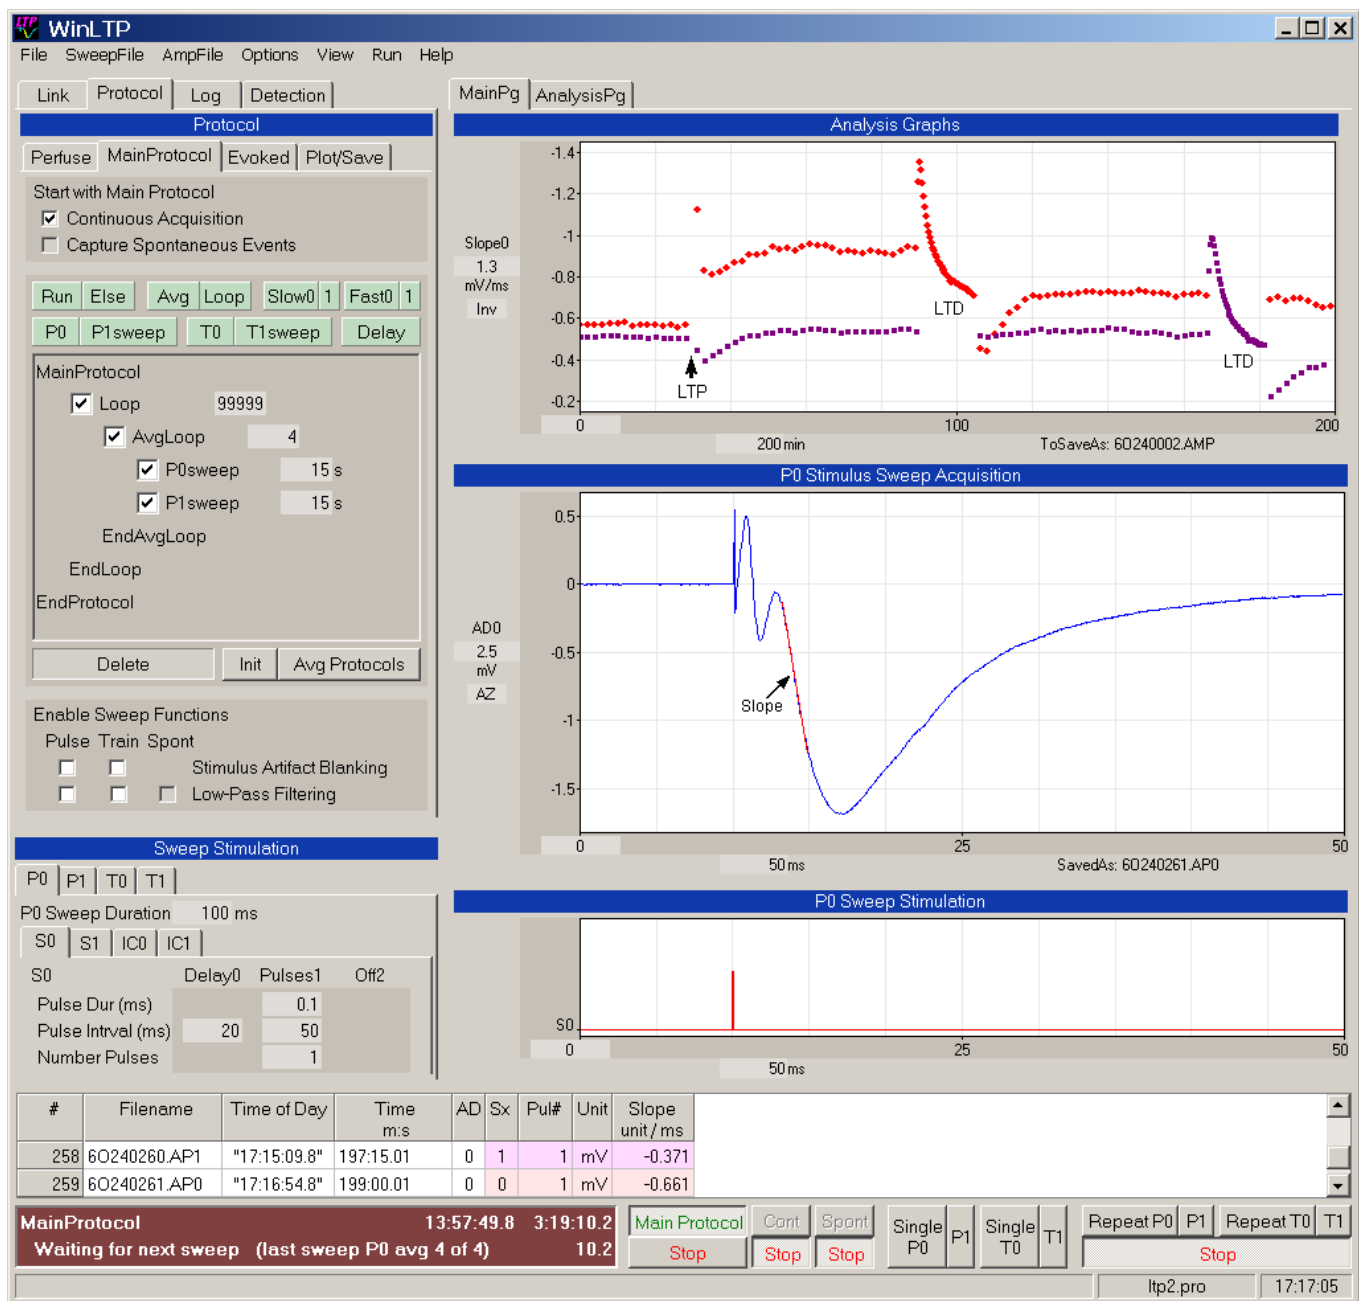 LTP WinLTP
File SweepFile AmpFile Options View Run Help
Link Protocol Log Detection
Protocol
Perfuse MainProtocol Evoked Plot/Save
Start with Main Protocol
Continuous Acquisition
Capture Spontaneous Events
Run Else Avg Loop Slow0 1 Fast0 1
P0 P1sweep T0 T1sweep Delay
MainProtocol
Loop 99999
AvgLoop 4
P0sweep 15 s
P1sweep 15 s
EndAvgLoop
EndLoop
EndProtocol
Delete Init Avg Protocols
Enable Sweep Functions
Pulse Train Spont
Stimulus Artifact Blanking
Low-Pass Filtering
Sweep Stimulation
P0 P1 T0 T1
P0 Sweep Duration 100 ms
S0 S1 IC0 IC1
S0 Delay0 Pulses1 Off2
Pulse Dur (ms) 0.1
Pulse Intrval (ms) 20 50
Number Pulses 1
MainPg AnalysisPg
Analysis Graphs
-1.4
-1.2
-1
-0.8
-0.6
-0.4
-0.2
Slope0
1.3
mV/ms
Inv
LTP
LTD
LTD
0 100 200
200 min ToSaveAs: 6O240002.AMP
P0 Stimulus Sweep Acquisition
0.5
0
-0.5
-1
-1.5
AD0
2.5
mV
AZ
Slope
0 25 50
50 ms SavedAs: 6O240261.AP0
P0 Sweep Stimulation
S0
0 25 50
50 ms
# Filename Time of Day Time m:s AD Sx Pul# Unit Slope unit / ms
258 6O240260.AP1 "17:15:09.8" 197:15.01 0 1 1 mV -0.371
259 6O240261.AP0 "17:16:54.8" 199:00.01 0 0 1 mV -0.661
MainProtocol 13:57:49.8 3:19:10.2
Waiting for next sweep (last sweep P0 avg 4 of 4) 10.2
Main Protocol Cont Spont
Stop Stop Stop
Single P0 P1 Single T0 T1
Repeat P0 P1 Repeat T0 T1
Stop
ltp2.pro 17:17:05